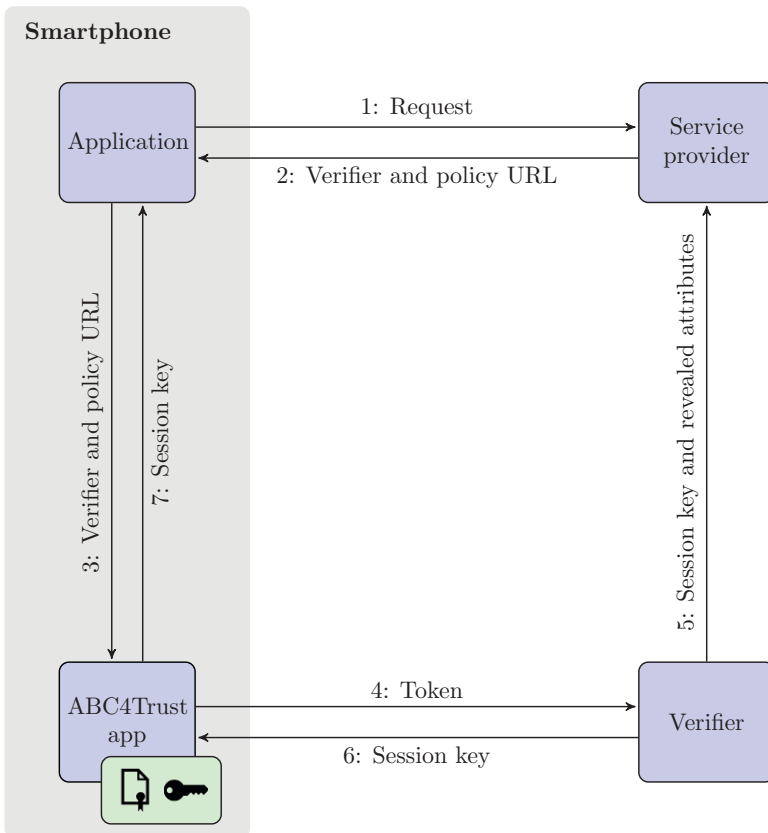 Smartphone
Application
1: Request
2: Verifier and policy URL
Service
provider
3: Verifier and policy URL
7: Session key
5: Session key and revealed attributes
ABC4Trust
app
4: Token
6: Session key
Verifier